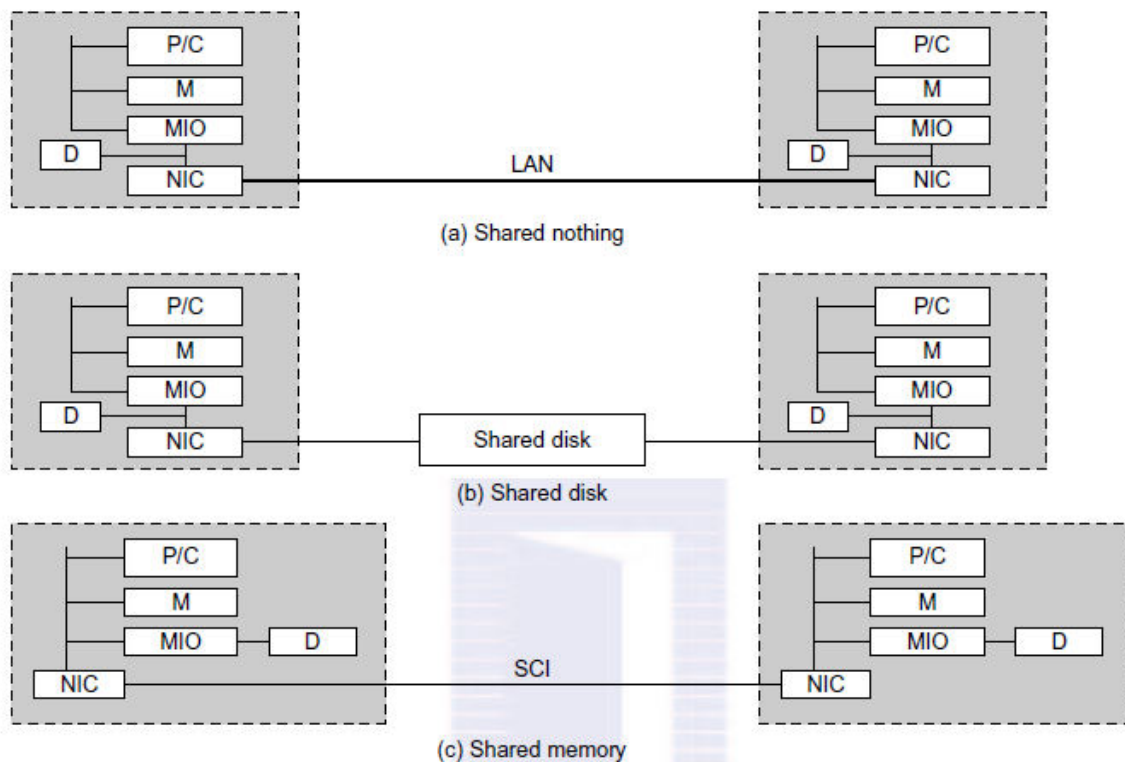 P/C P/C
M M
MIO MIO
D D
LAN
NIC NIC
(a) Shared nothing
P/C P/C
M M
MIO MIO
D D
Shared disk
NIC NIC
(b) Shared disk
P/C P/C
M M
MIO D MIO D
SCI
NIC NIC
(c) Shared memory